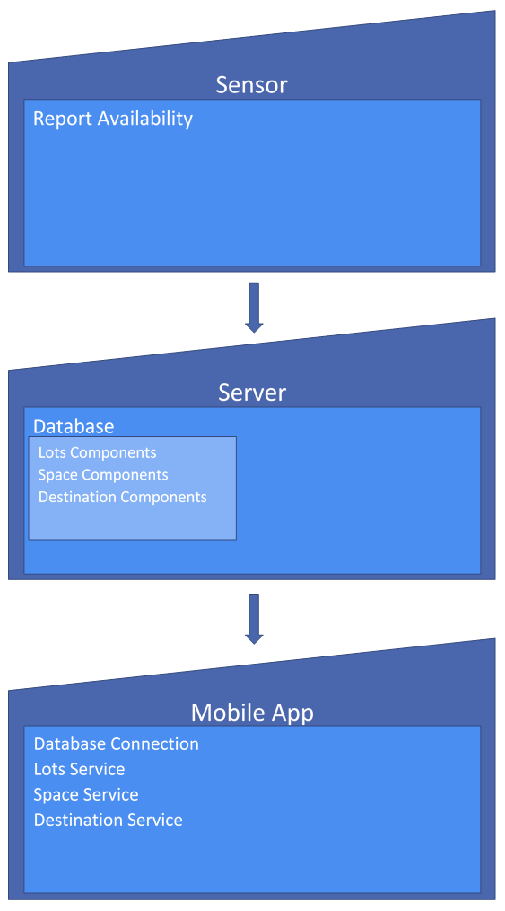 Sensor
Report Availability
Server
Database
Lots Components
Space Components
Destination Components
Mobile App
Database Connection
Lots Service
Space Service
Destination Service